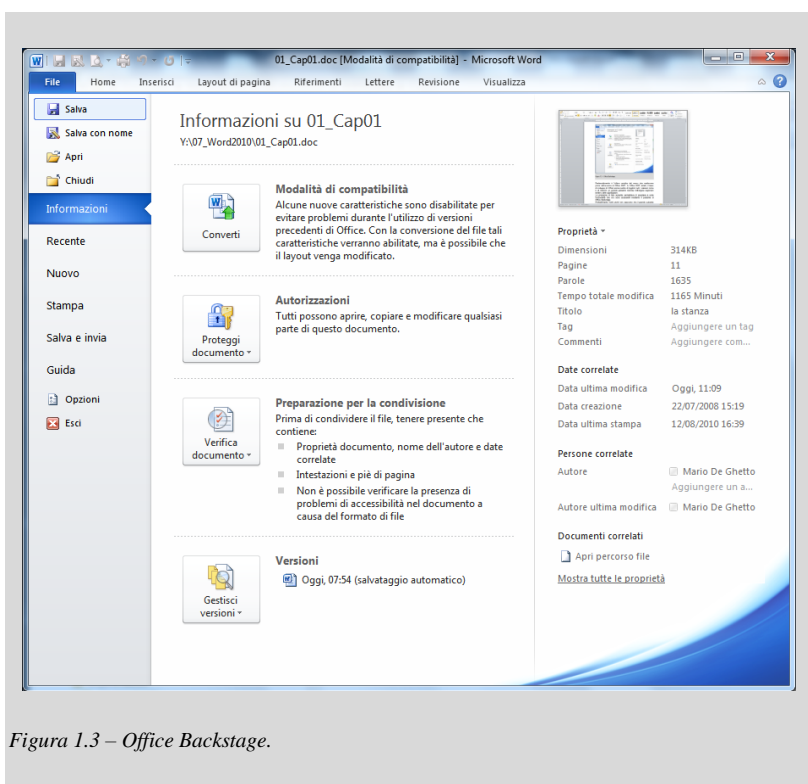 01_Cap01.doc [Modalità di compatibilità] - Microsoft Word
File Home Inserisci Layout di pagina Riferimenti Lettere Revisione Visualizza
Salva
Salva con nome
Apri
Chiudi
Informazioni
Recente
Nuovo
Stampa
Salva e invia
Guida
Opzioni
Esci
Informazioni su 01_Cap01
Y:\07_Word2010\01_Cap01.doc
Converti
Modalità di compatibilità
Alcune nuove caratteristiche sono disabilitate per
evitare problemi durante l'utilizzo di versioni
precedenti di Office. Con la conversione del file tali
caratteristiche verranno abilitate, ma è possibile che
il layout venga modificato.
Proteggi
documento
Autorizzazioni
Tutti possono aprire, copiare e modificare qualsiasi
parte di questo documento.
Verifica
documento
Preparazione per la condivisione
Prima di condividere il file, tenere presente che
contiene:
Proprietà documento, nome dell'autore e date
correlate
Intestazioni e piè di pagina
Non è possibile verificare la presenza di
problemi di accessibilità nel documento a
causa del formato di file
Gestisci
versioni
Versioni
Oggi, 07:54 (salvataggio automatico)
Proprietà
Dimensioni 314KB
Pagine 11
Parole 1635
Tempo totale modifica 1165 Minuti
Titolo la stanza
Tag Aggiungere un tag
Commenti Aggiungere com...
Date correlate
Data ultima modifica Oggi, 11:09
Data creazione 22/07/2008 15:19
Data ultima stampa 12/08/2010 16:39
Persone correlate
Autore Mario De Ghetto
Aggiungere un a...
Autore ultima modifica Mario De Ghetto
Documenti correlati
Apri percorso file
Mostra tutte le proprietà
Figura 1.3 – Office Backstage.